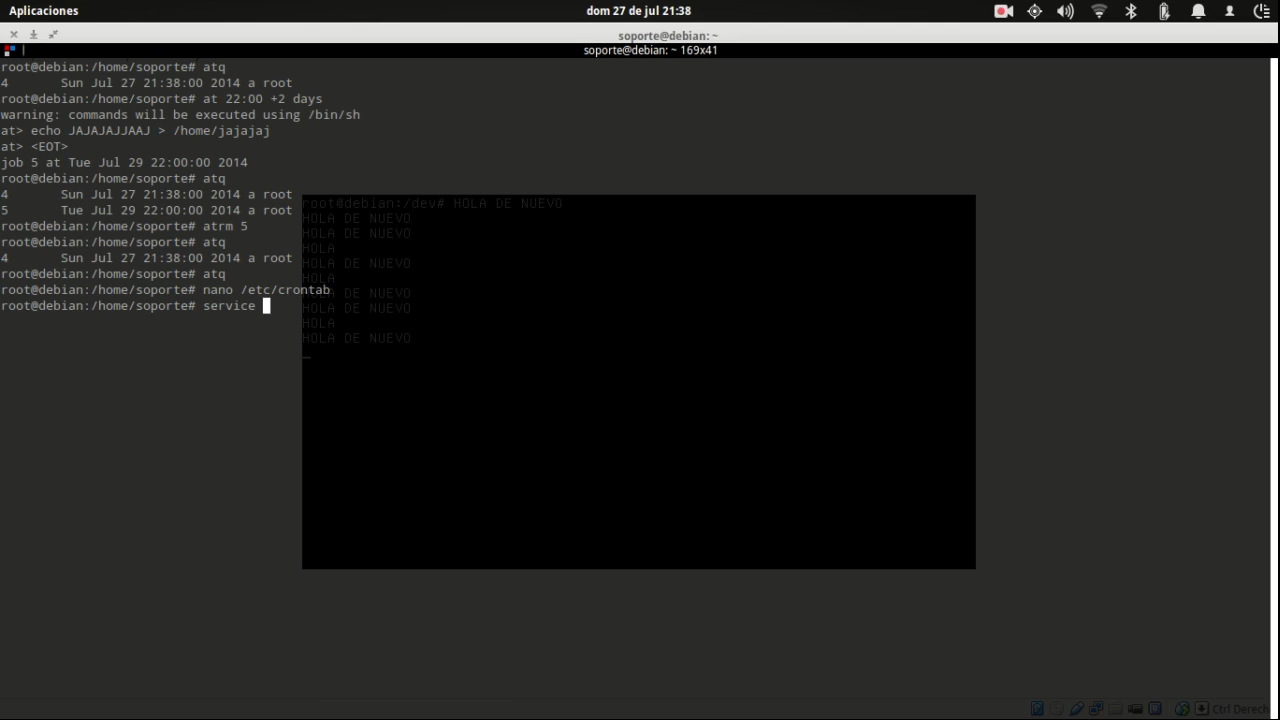 Aplicaciones
dom 27 de jul 21:38
soporte@debian: ~
soporte@debian: ~ 169x41
root@debian:/home/soporte# atq
4 Sun Jul 27 21:38:00 2014 a root
root@debian:/home/soporte# at 22:00 +2 days
warning: commands will be executed using /bin/sh
at> echo JAJAJAJJAAJ > /home/jajajaj
at> <EOT>
job 5 at Tue Jul 29 22:00:00 2014
root@debian:/home/soporte# atq
4 Sun Jul 27 21:38:00 2014 a root
5 Tue Jul 29 22:00:00 2014 a root
root@debian:/home/soporte# atrm 5
root@debian:/home/soporte# atq
4 Sun Jul 27 21:38:00 2014 a root
root@debian:/home/soporte# atq
root@debian:/home/soporte# nano /etc/crontab
root@debian:/home/soporte# service
root@debian:/dev# HOLA DE NUEVO
HOLA DE NUEVO
HOLA DE NUEVO
HOLA
HOLA DE NUEVO
HOLA
HOLA DE NUEVO
HOLA DE NUEVO
HOLA
HOLA DE NUEVO
Ctrl Derech